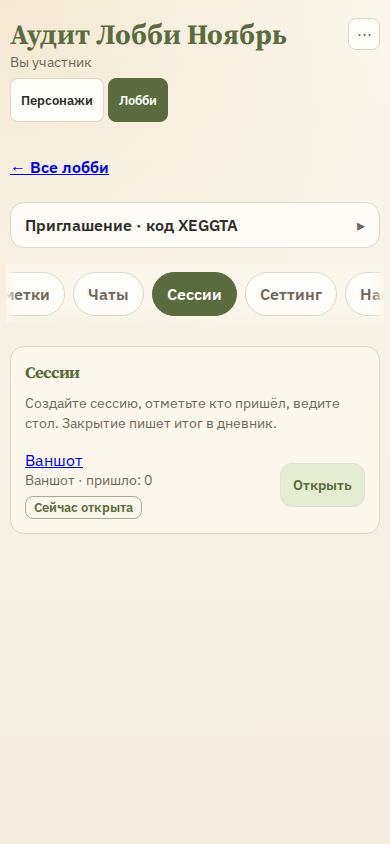 Аудит Лобби Ноябрь
...
Вы участник
Персонажи
Лобби
← Все лобби
Приглашение · код XEGGTA ▸
Чаты
Сессии
Сеттинг
Сессии
Создайте сессию, отметьте кто пришёл, ведите
стол. Закрытие пишет итог в дневник.
Ваншот
Ваншот · пришло: 0
Сейчас открыта
Открыть